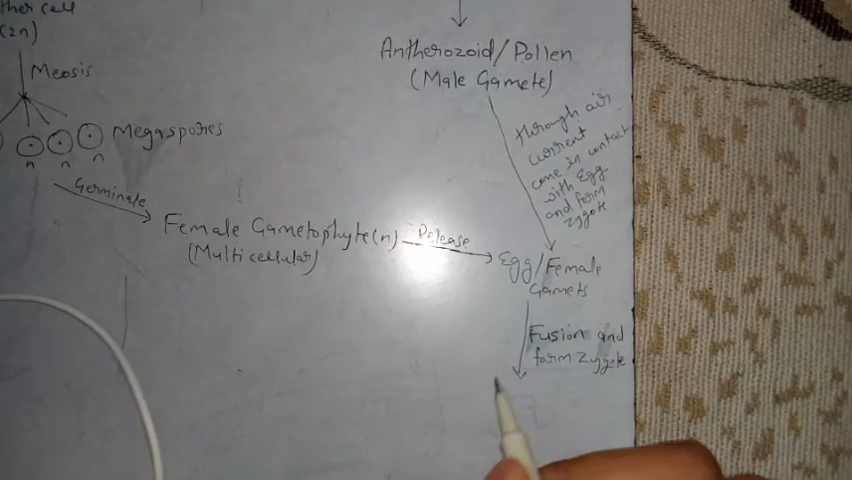 ther cell
(2n)
Meosis
Megaspores
n
n
n
Germinate
Female Gametophyte(n)
(Multicellular)
Release
Antherozoid/Pollen
(Male Gamete)
through air
current
come in contact
with Egg
and form
zygote
Egg/Female
Gamets
Fusion and
form Zygote